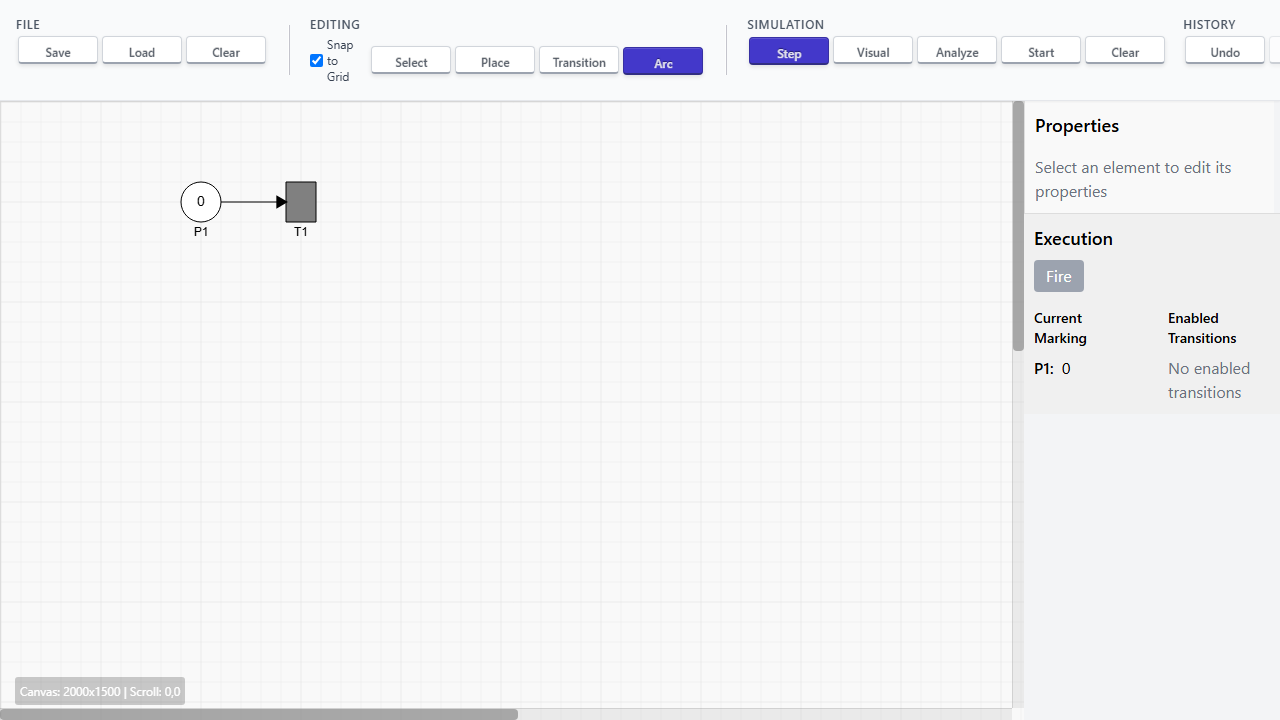 FILE
Save
Load
Clear
EDITING
Snap
to
Grid
Select
Place
Transition
Arc
SIMULATION
Step
Visual
Analyze
Start
Clear
HISTORY
Undo
0
P1
T1
Properties
Select an element to edit its
properties
Execution
Fire
Current
Marking
P1: 0
Enabled
Transitions
No enabled
transitions
Canvas: 2000x1500 | Scroll: 0,0